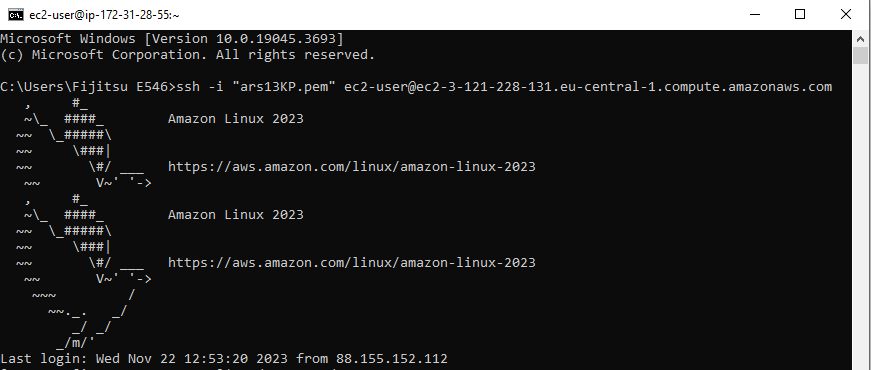 ec2-user@ip-172-31-28-55:~
Microsoft Windows [Version 10.0.19045.3693]
(c) Microsoft Corporation. All rights reserved.
C:\Users\Fijitsu E546>ssh -i "ars13KP.pem" ec2-user@ec2-3-121-228-131.eu-central-1.compute.amazonaws.com
   ,     #_
   ~\_  ####_        Amazon Linux 2023
  ~~  \_#####\
  ~~     \###|
  ~~       \#/ ___   https://aws.amazon.com/linux/amazon-linux-2023
   ~~       V~' '->
   ,     #_
   ~\_  ####_        Amazon Linux 2023
  ~~  \_#####\
  ~~     \###|
  ~~       \#/ ___   https://aws.amazon.com/linux/amazon-linux-2023
   ~~       V~' '->
    ~~~         /
      ~~._.   _/
         _/ _/
       _/m/'
Last login: Wed Nov 22 12:53:20 2023 from 88.155.152.112